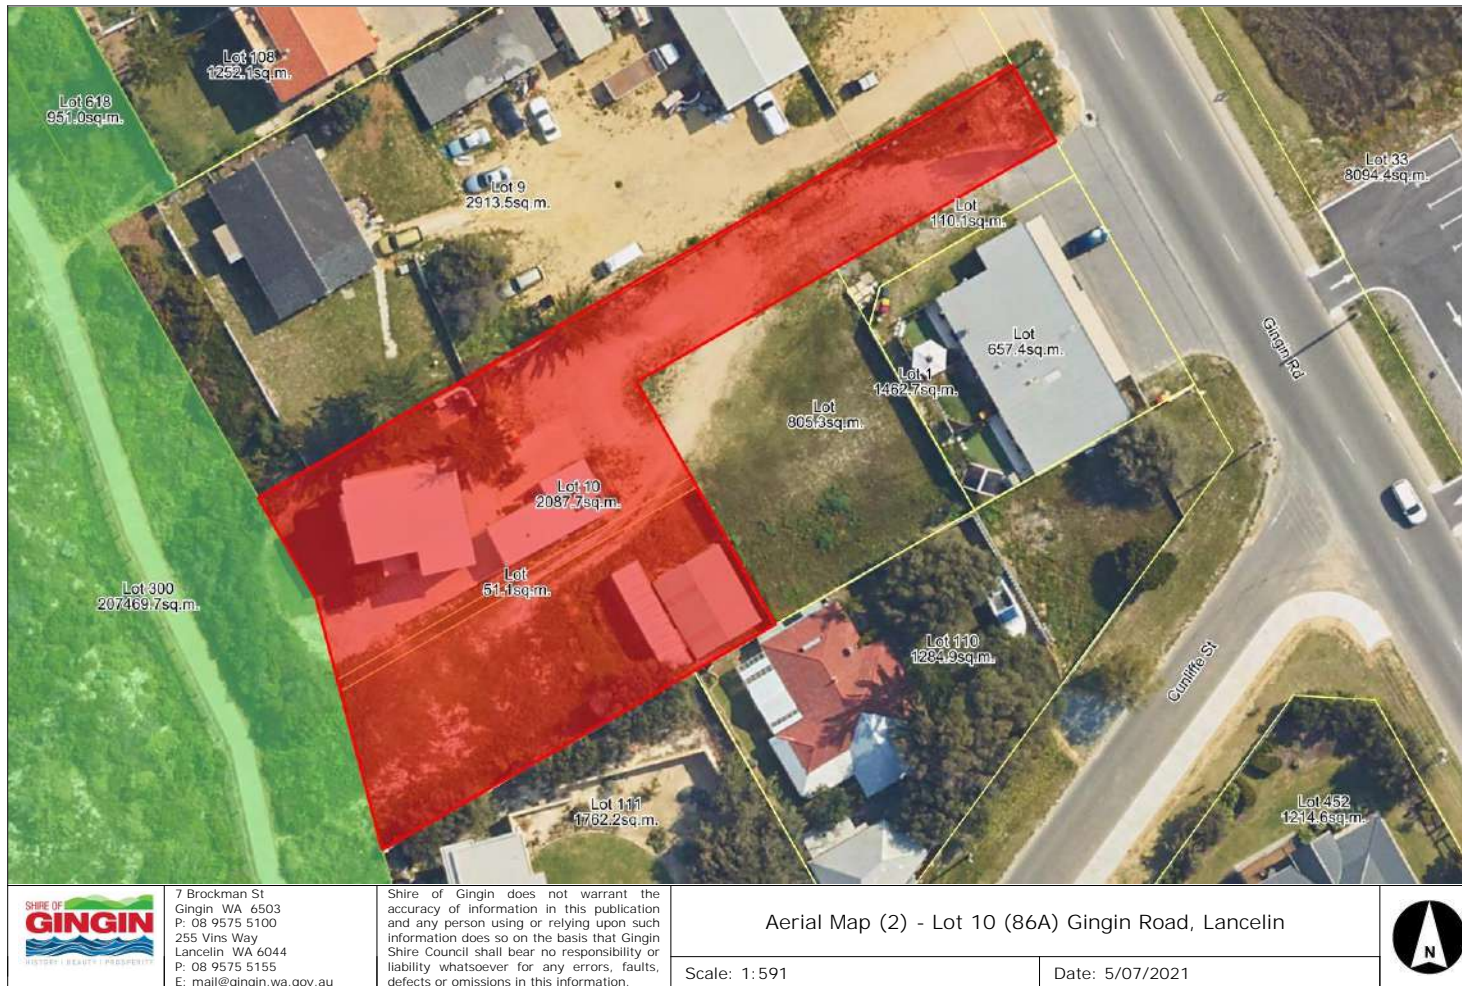 Lot 108
1252.1sq.m.
Lot 618
951.0sq.m.
Lot 9
2913.5sq.m.
Lot 33
8094.4sq.m.
Lot
110.1sq.m.
Lot
657.4sq.m.
Gingin Rd
Lot 1
1462.7sq.m.
Lot
805.3sq.m.
Lot 10
2087.7sq.m.
Lot
51.1sq.m.
Lot 300
207469.7sq.m.
Lot 110
1284.9sq.m.
Cunliffe St
Lot 111
1762.2sq.m.
Lot 452
1214.6sq.m.
SHIRE OF
GINGIN
HISTORY | BEAUTY | PROSPERITY
7 Brockman St
Gingin WA 6503
P: 08 9575 5100
255 Vins Way
Lancelin WA 6044
P: 08 9575 5155
E: mail@gingin.wa.gov.au
Shire of Gingin does not warrant the
accuracy of information in this publication
and any person using or relying upon such
information does so on the basis that Gingin
Shire Council shall bear no responsibility or
liability whatsoever for any errors, faults,
defects or omissions in this information.
Aerial Map (2) - Lot 10 (86A) Gingin Road, Lancelin
Scale: 1:591
Date: 5/07/2021
N